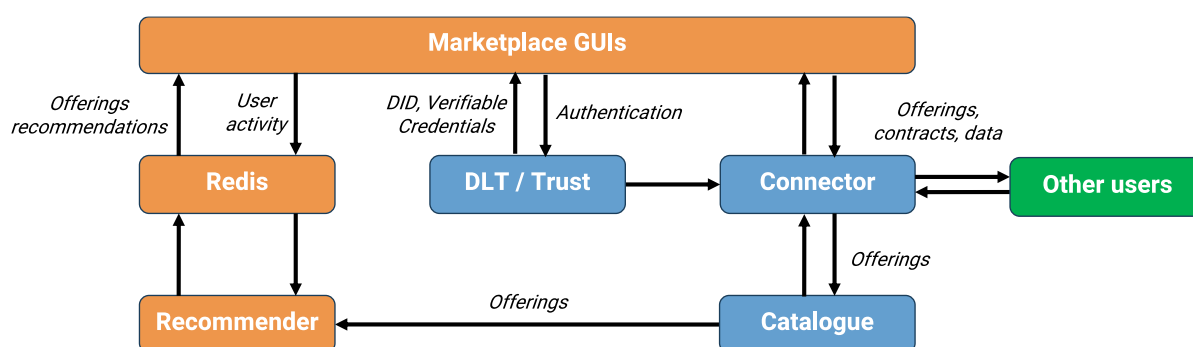 Marketplace GUIs
Offerings
recommendations
User
activity
DID, Verifiable
Credentials
Authentication
Offerings,
contracts, data
Redis
DLT / Trust
Connector
Other users
Offerings
Offerings
Recommender
Catalogue